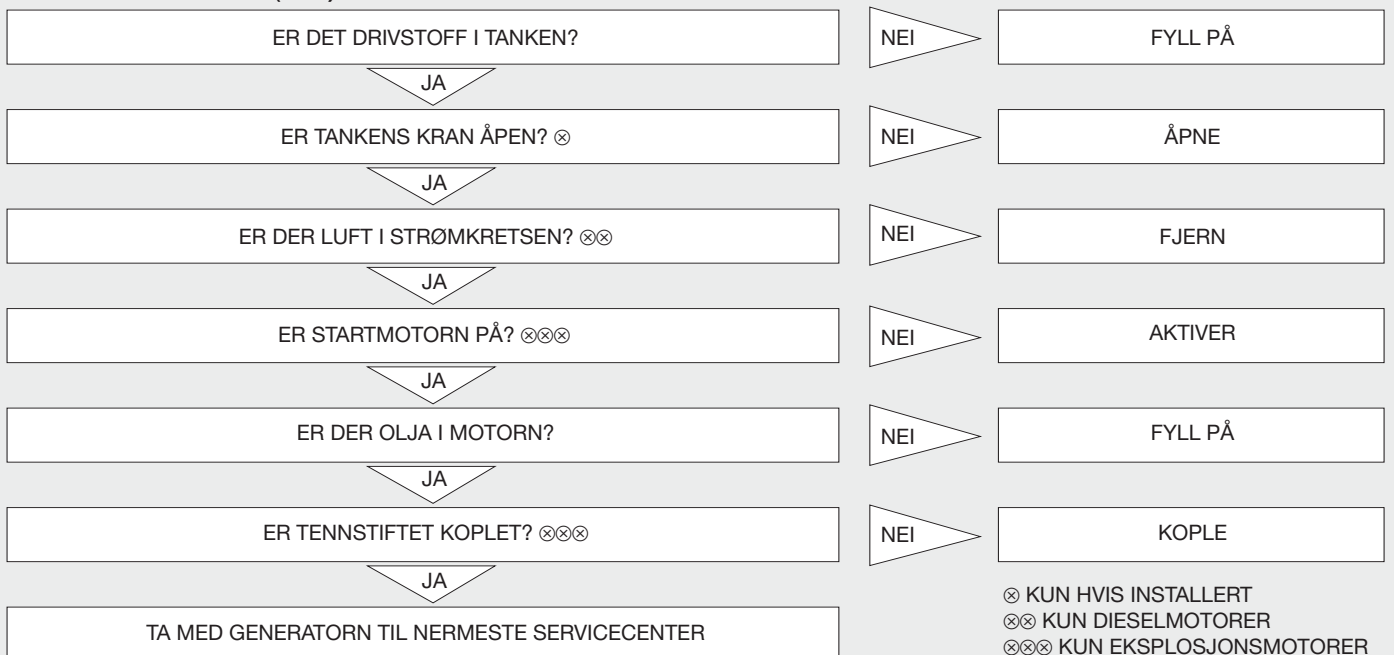 ER DET DRIVSTOFF I TANKEN?
NEI
FYLL PÅ
JA
ER TANKENS KRAN ÅPEN? ⊗
NEI
ÅPNE
JA
ER DER LUFT I STRØMKRETSEN? ⊗⊗
NEI
FJERN
JA
ER STARTMOTORN PÅ? ⊗⊗⊗
NEI
AKTIVER
JA
ER DER OLJA I MOTORN?
NEI
FYLL PÅ
JA
ER TENNSTIFTET KOPLET? ⊗⊗⊗
NEI
KOPLE
JA
TA MED GENERATORN TIL NERMESTE SERVICECENTER
⊗ KUN HVIS INSTALLERT
⊗⊗ KUN DIESELMOTORER
⊗⊗⊗ KUN EKSPLOSJONSMOTORER